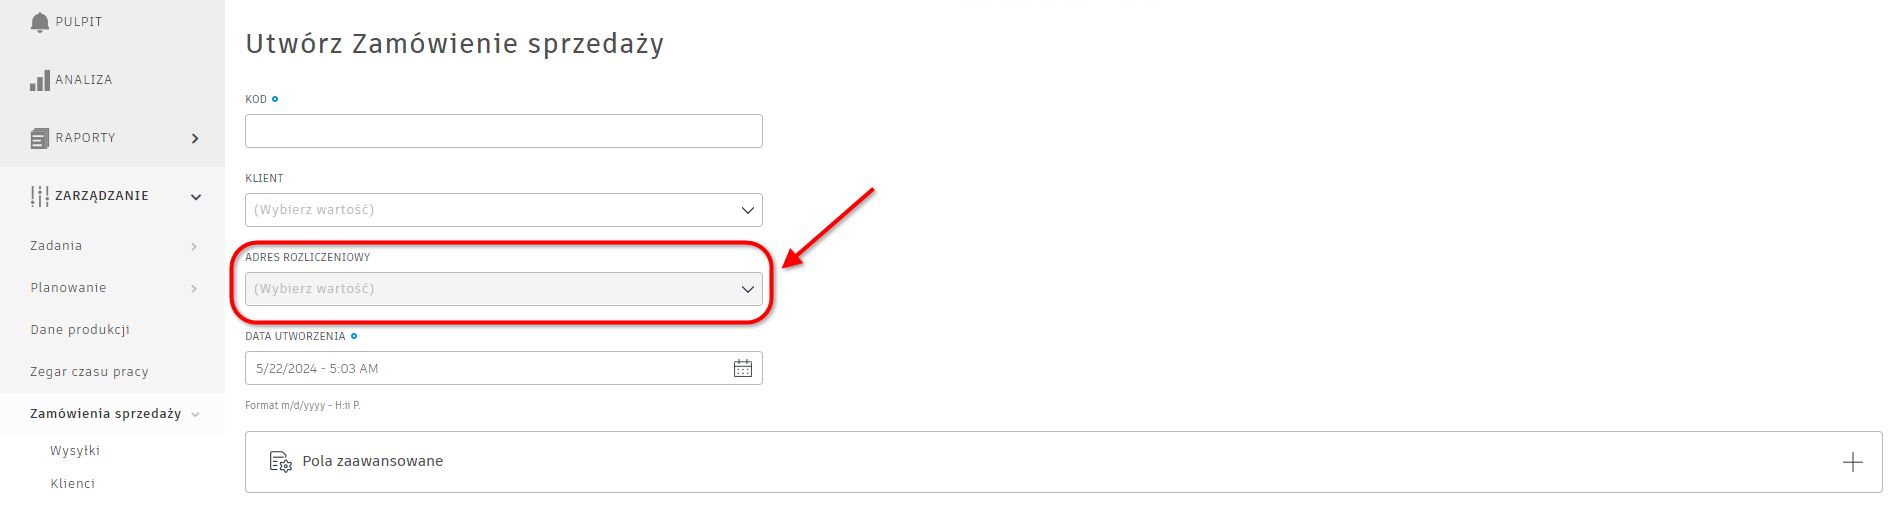 PULPIT
ANALIZA
RAPORTY
ZARZĄDZANIE
Zadania
Planowanie
Dane produkcji
Zegar czasu pracy
Zamówienia sprzedaży
Wysyłki
Klienci
Utwórz Zamówienie sprzedaży
KOD
KLIENT
(Wybierz wartość)
ADRES ROZLICZENIOWY
(Wybierz wartość)
DATA UTWORZENIA
5/22/2024 - 5:03 AM
Format m/d/yyyy - H:ii P.
Pola zaawansowane